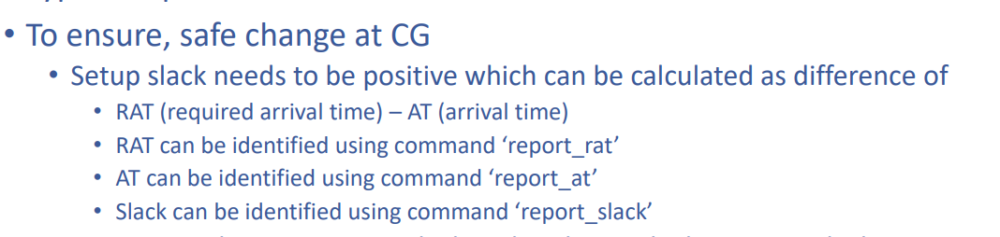 • To ensure, safe change at CG
• Setup slack needs to be positive which can be calculated as difference of
• RAT (required arrival time) – AT (arrival time)
• RAT can be identified using command ‘report_rat’
• AT can be identified using command ‘report_at’
• Slack can be identified using command ‘report_slack’